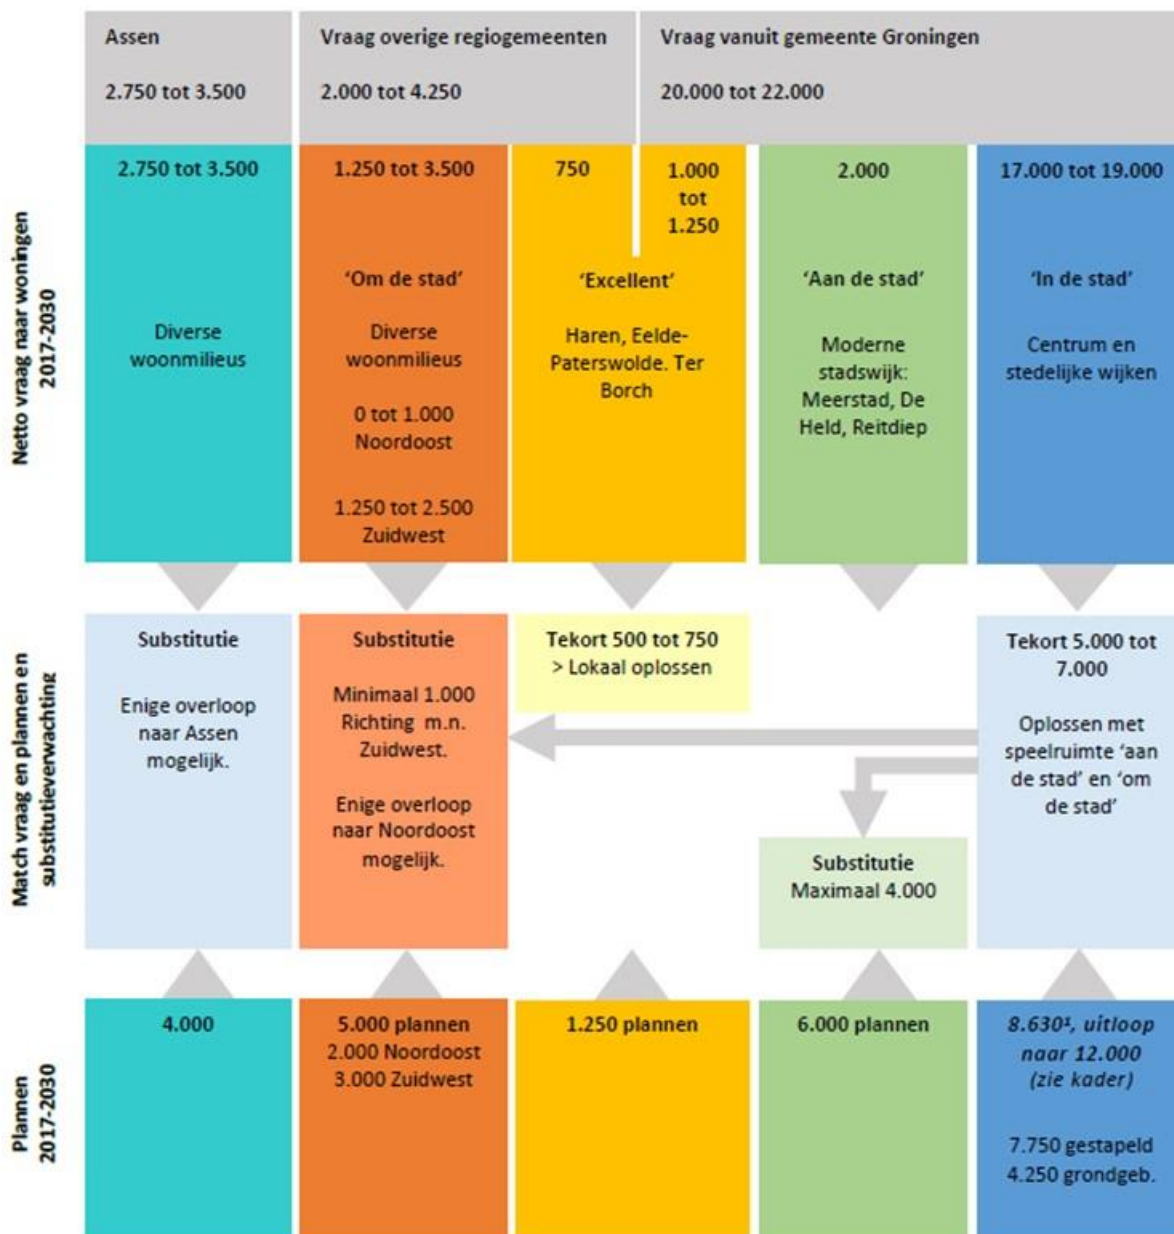 Assen
2.750 tot 3.500
Vraag overige regiogemeenten
2.000 tot 4.250
Vraag vanuit gemeente Groningen
20.000 tot 22.000
Netto vraag naar woningen
2017-2030
2.750 tot 3.500
Diverse
woonmilieus
1.250 tot 3.500
‘Om de stad’
Diverse
woonmilieus
0 tot 1.000
Noordoost
1.250 tot 2.500
Zuidwest
750
1.000
tot
1.250
‘Excellent’
Haren, Eelde-
Paterswolde. Ter
Borch
2.000
‘Aan de stad’
Moderne
stadswijk:
Meerstad, De
Held, Reitdiep
17.000 tot 19.000
‘In de stad’
Centrum en
stedelijke wijken
Match vraag en plannen en
substitutieverwachting
Substitutie
Enige overloop
naar Assen
mogelijk.
Substitutie
Minimaal 1.000
Richting m.n.
Zuidwest.
Enige overloop
naar Noordoost
mogelijk.
Tekort 500 tot 750
> Lokaal oplossen
Substitutie
Maximaal 4.000
Tekort 5.000 tot
7.000
Oplossen met
speelruimte ‘aan
de stad’ en ‘om
de stad’
Plannen
2017-2030
4.000
5.000 plannen
2.000 Noordoost
3.000 Zuidwest
1.250 plannen
6.000 plannen
8.630¹, uitloop
naar 12.000
(zie kader)
7.750 gestapeld
4.250 grondgeb.